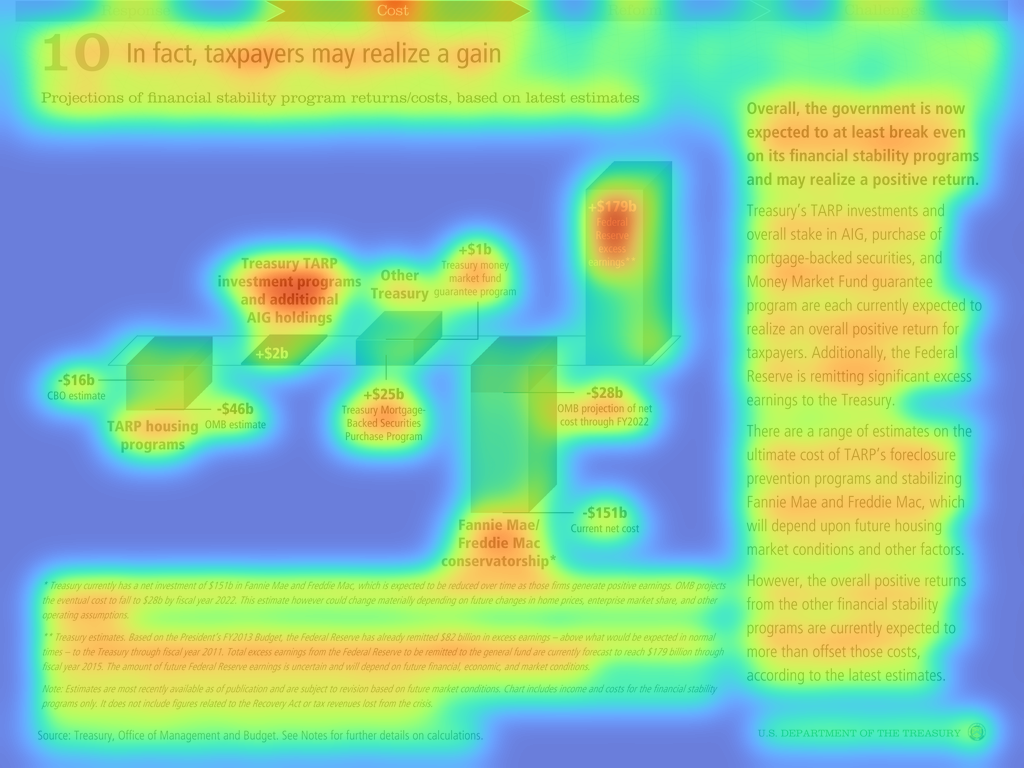 Cost
10 In fact, taxpayers may realize a gain
Projections of financial stability program returns/costs, based on latest estimates
Overall, the government is now
expected to at least break even
on its financial stability programs
and may realize a positive return.
Treasury's TARP investments and
overall stake in AIG, purchase of
mortgage-backed securities, and
Money Market Fund guarantee
program are each currently expected to
realize an overall positive return for
taxpayers. Additionally, the Federal
Reserve is remitting significant excess
earnings to the Treasury.
There are a range of estimates on the
ultimate cost of TARP's foreclosure
prevention programs and stabilizing
Fannie Mae and Freddie Mac, which
will depend upon future housing
market conditions and other factors.
However, the overall positive returns
from the other financial stability
programs are currently expected to
more than offset those costs,
according to the latest estimates.
+$179b
Federal
Reserve
excess
earnings**
+$1b
Treasury money
market fund
guarantee program
Treasury TARP
investment programs
and additional
AIG holdings
Other
Treasury
+$2b
-$16b
CBO estimate
-$46b
OMB estimate
TARP housing
programs
+$25b
Treasury Mortgage-
Backed Securities
Purchase Program
-$28b
OMB projection of net
cost through FY2022
-$151b
Current net cost
Fannie Mae/
Freddie Mac
conservatorship*
* Treasury currently has a net investment of $151b in Fannie Mae and Freddie Mac, which is expected to be reduced over time as those firms generate positive earnings. OMB projects
the eventual cost to fall to $28b by fiscal year 2022. This estimate however could change materially depending on future changes in home prices, enterprise market share, and other
operating assumptions.
** Treasury estimates. Based on the President's FY2013 Budget, the Federal Reserve has already remitted $82 billion in excess earnings – above what would be expected in normal
times – to the Treasury through fiscal year 2011. Total excess earnings from the Federal Reserve to be remitted to the general fund are currently forecast to reach $179 billion through
fiscal year 2015. The amount of future Federal Reserve earnings is uncertain and will depend on future financial, economic, and market conditions.
Note: Estimates are most recently available as of publication and are subject to revision based on future market conditions. Chart includes income and costs for the financial stability
programs only. It does not include figures related to the Recovery Act or tax revenues lost from the crisis.
Source: Treasury, Office of Management and Budget. See Notes for further details on calculations.
U.S. DEPARTMENT OF THE TREASURY